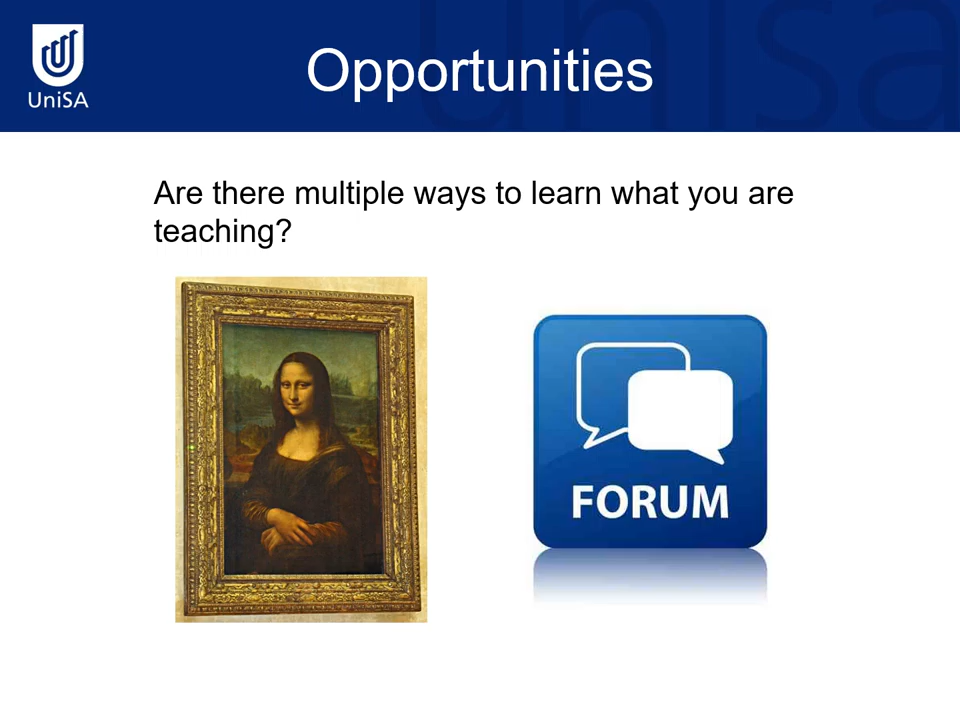 UniSA
Opportunities
Are there multiple ways to learn what you are
teaching?
FORUM